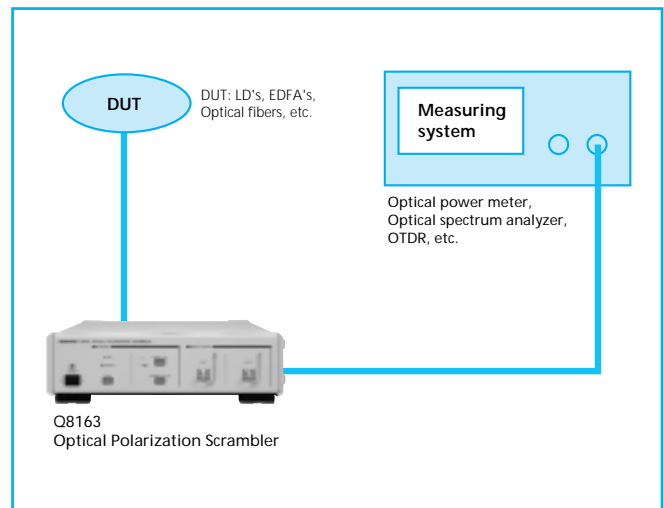 DUT
DUT: LD's, EDFA's,
Optical fibers, etc.
Measuring
system
Optical power meter,
Optical spectrum analyzer,
OTDR, etc.
Q8163
Optical Polarization Scrambler